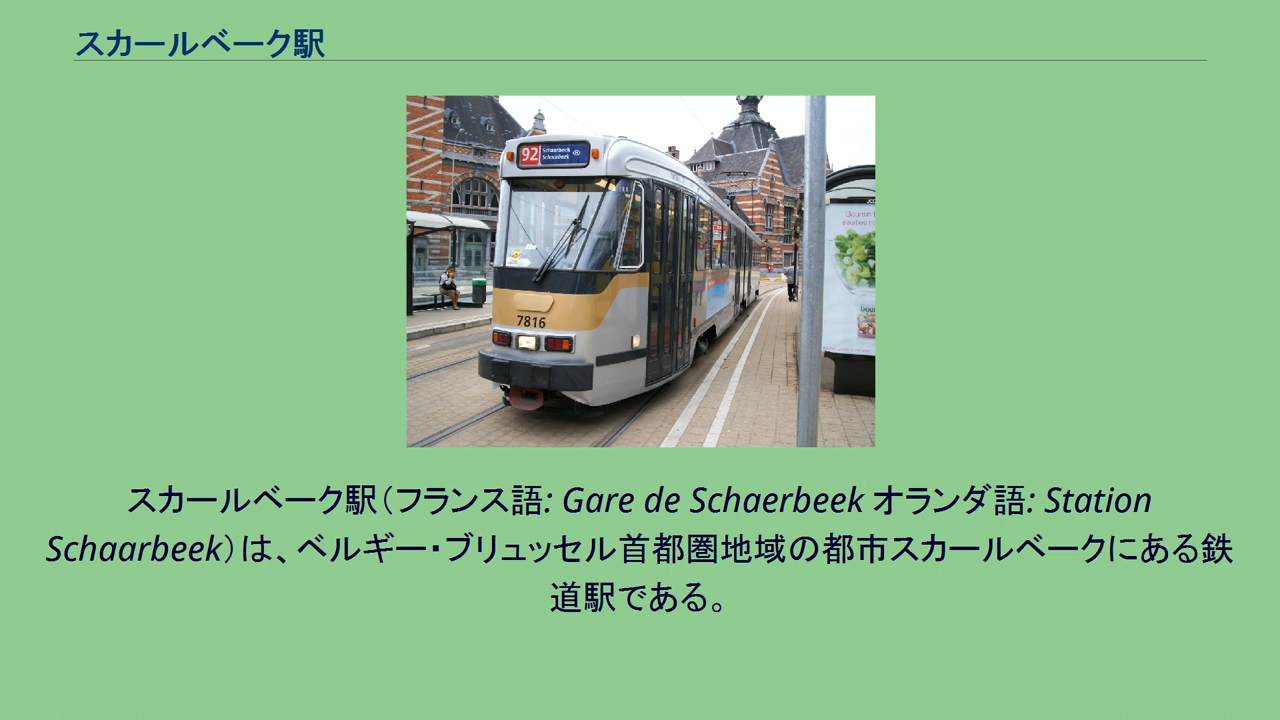 スカールベーク駅
92
Schaerbeek
Schaarbeek
7816
スカールベーク駅（フランス語: Gare de Schaerbeek オランダ語: Station
Schaarbeek）は、ベルギー・ブリュッセル首都圏地域の都市スカールベークにある鉄
道駅である。